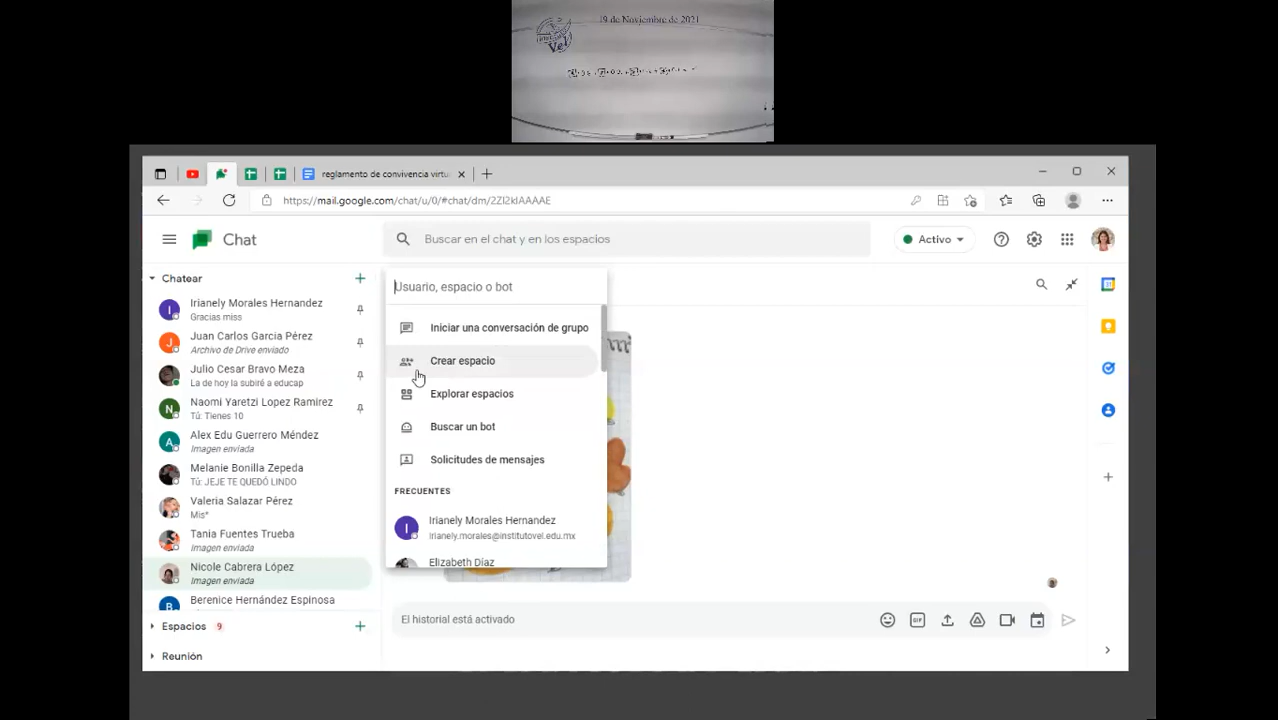 19 de Noviembre de 2021
Vel
reglamento de convivencia virtu
https://mail.google.com/chat/u/0/#chat/dm/2ZI2kIAAAAE
Chat
Buscar en el chat y en los espacios
Activo
Chatear
Irianely Morales Hernandez
Gracias miss
Juan Carlos Garcia Pérez
Archivo de Drive enviado
Julio Cesar Bravo Meza
La de hoy la subiré a educap
Naomi Yaretzi Lopez Ramirez
Tú: Tienes 10
Alex Edu Guerrero Méndez
Imagen enviada
Melanie Bonilla Zepeda
Tú: JEJE TE QUEDÓ LINDO
Valeria Salazar Pérez
Mis*
Tania Fuentes Trueba
Imagen enviada
Nicole Cabrera López
Imagen enviada
Berenice Hernández Espinosa
Espacios 9
Reunión
Usuario, espacio o bot
Iniciar una conversación de grupo
Crear espacio
Explorar espacios
Buscar un bot
Solicitudes de mensajes
FRECUENTES
Irianely Morales Hernandez
Irianely.morales@institutovel.edu.mx
Elizabeth Díaz
El historial está activado
GIF